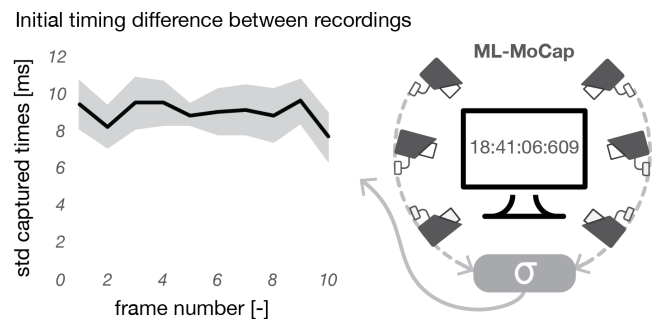 Initial timing difference between recordings
std captured times [ms]
12
10
8
6
4
2
0 2 4 6 8 10
frame number [-]
ML-MoCap
18:41:06:609
σ